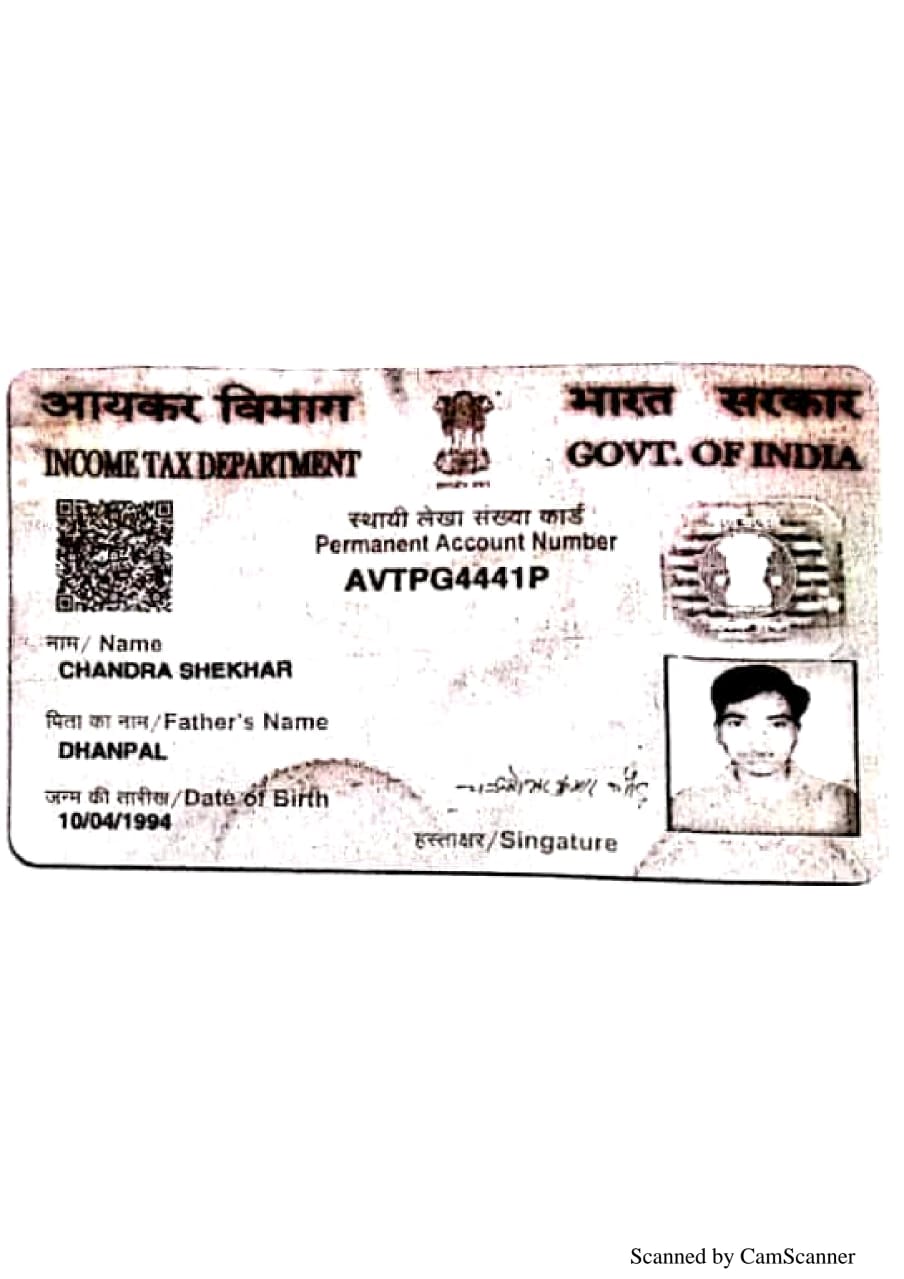 आयकर विभाग
भारत सरकार
INCOME TAX DEPARTMENT
GOVT. OF INDIA
स्थायी लेखा संख्या कार्ड
Permanent Account Number
AVTPG4441P
नाम/ Name
CHANDRA SHEKHAR
पिता का नाम/Father's Name
DHANPAL
जन्म की तारीख/Date of Birth
10/04/1994
हस्ताक्षर/Singature
Scanned by CamScanner